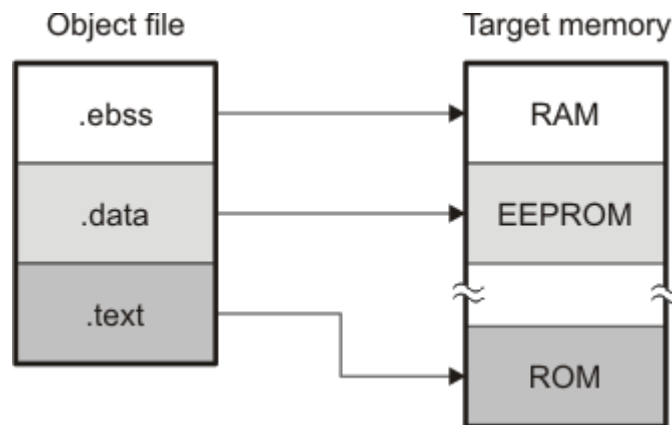 Object file
Target memory
.ebss
RAM
.data
EEPROM
.text
ROM